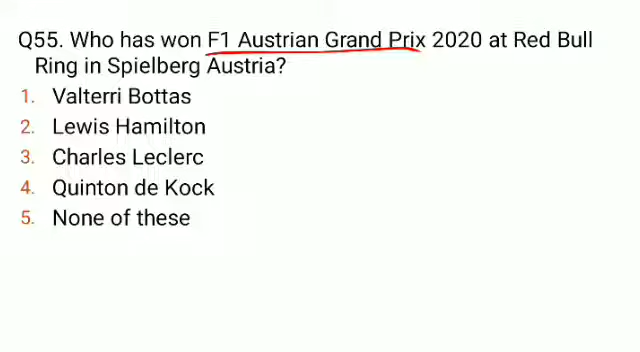 Q55. Who has won F1 Austrian Grand Prix 2020 at Red Bull
Ring in Spielberg Austria?
1. Valterri Bottas
2. Lewis Hamilton
3. Charles Leclerc
4. Quinton de Kock
5. None of these